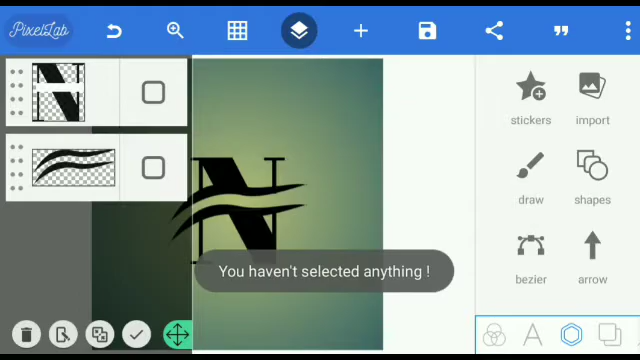 PixelLab
N
N
You haven't selected anything !
stickers
import
draw
shapes
bezier
arrow